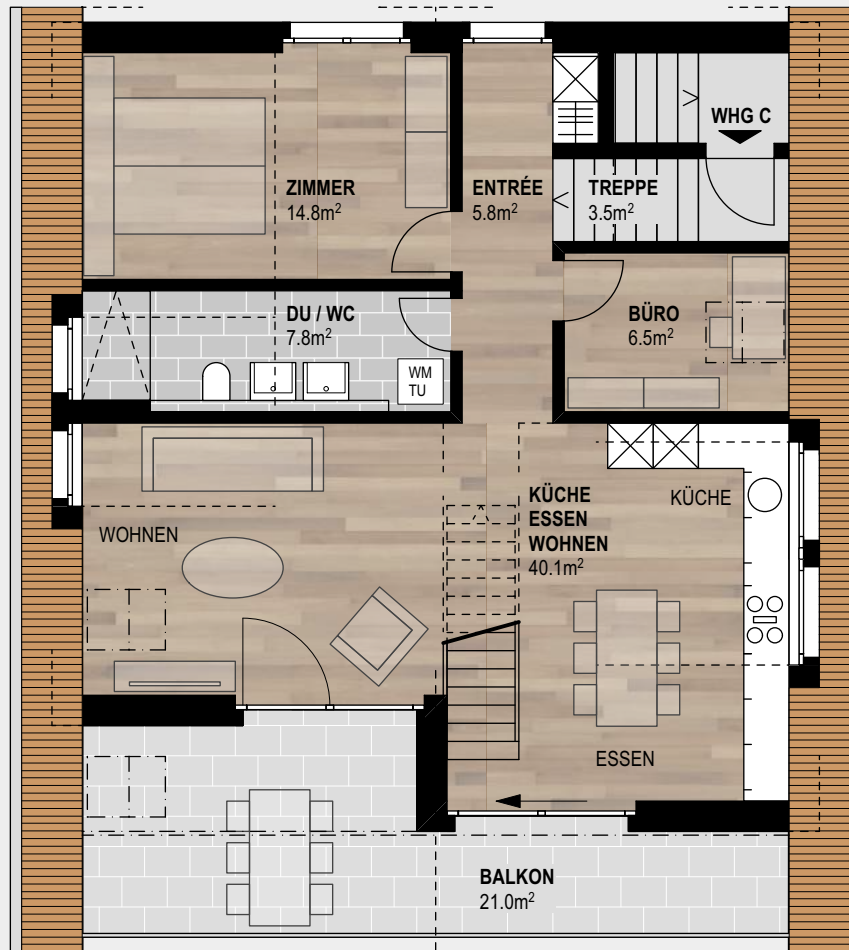 WHG C
ZIMMER
14.8m²
ENTRÉE
5.8m²
TREPPE
3.5m²
DU / WC
7.8m²
BÜRO
6.5m²
WM
TU
KÜCHE
ESSEN
WOHNEN
40.1m²
KÜCHE
WOHNEN
ESSEN
BALKON
21.0m²